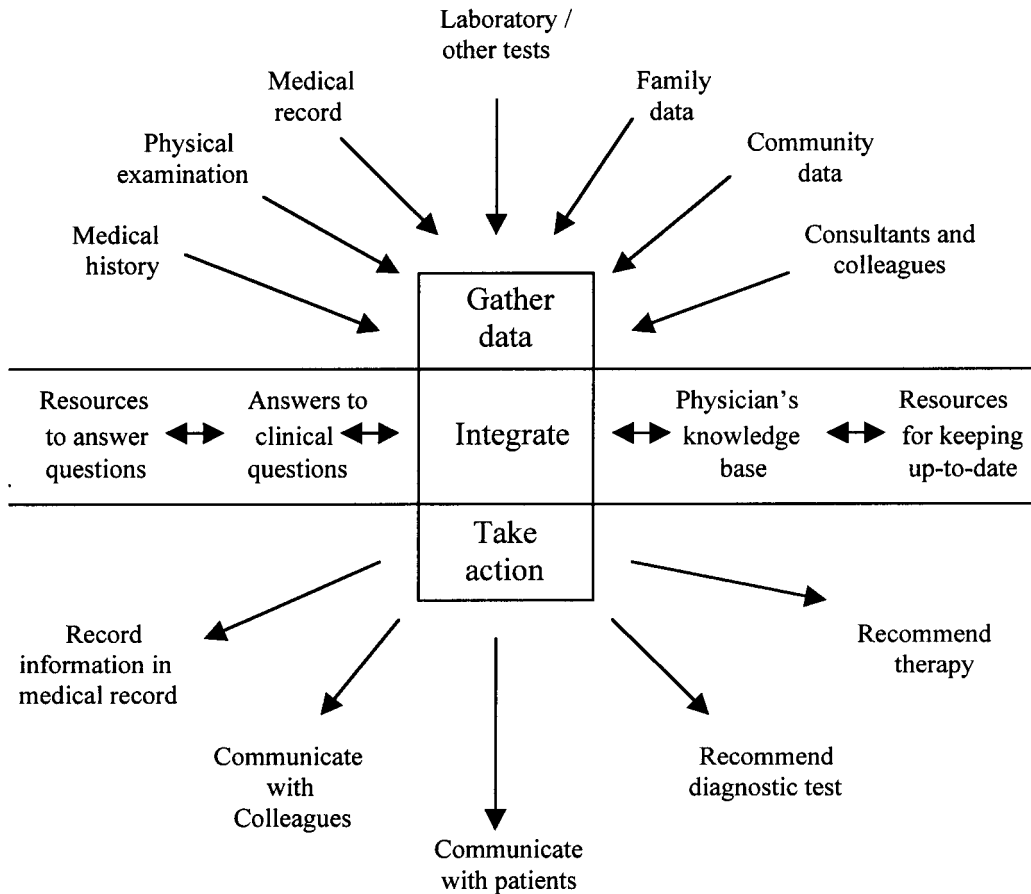 Laboratory /
other tests
Medical
record
Family
data
Physical
examination
Community
data
Medical
history
Consultants and
colleagues
Gather
data
Resources
to answer
questions
Answers to
clinical
questions
Integrate
Physician's
knowledge
base
Resources
for keeping
up-to-date
Take
action
Record
information in
medical record
Recommend
therapy
Communicate
with
Colleagues
Recommend
diagnostic test
Communicate
with patients